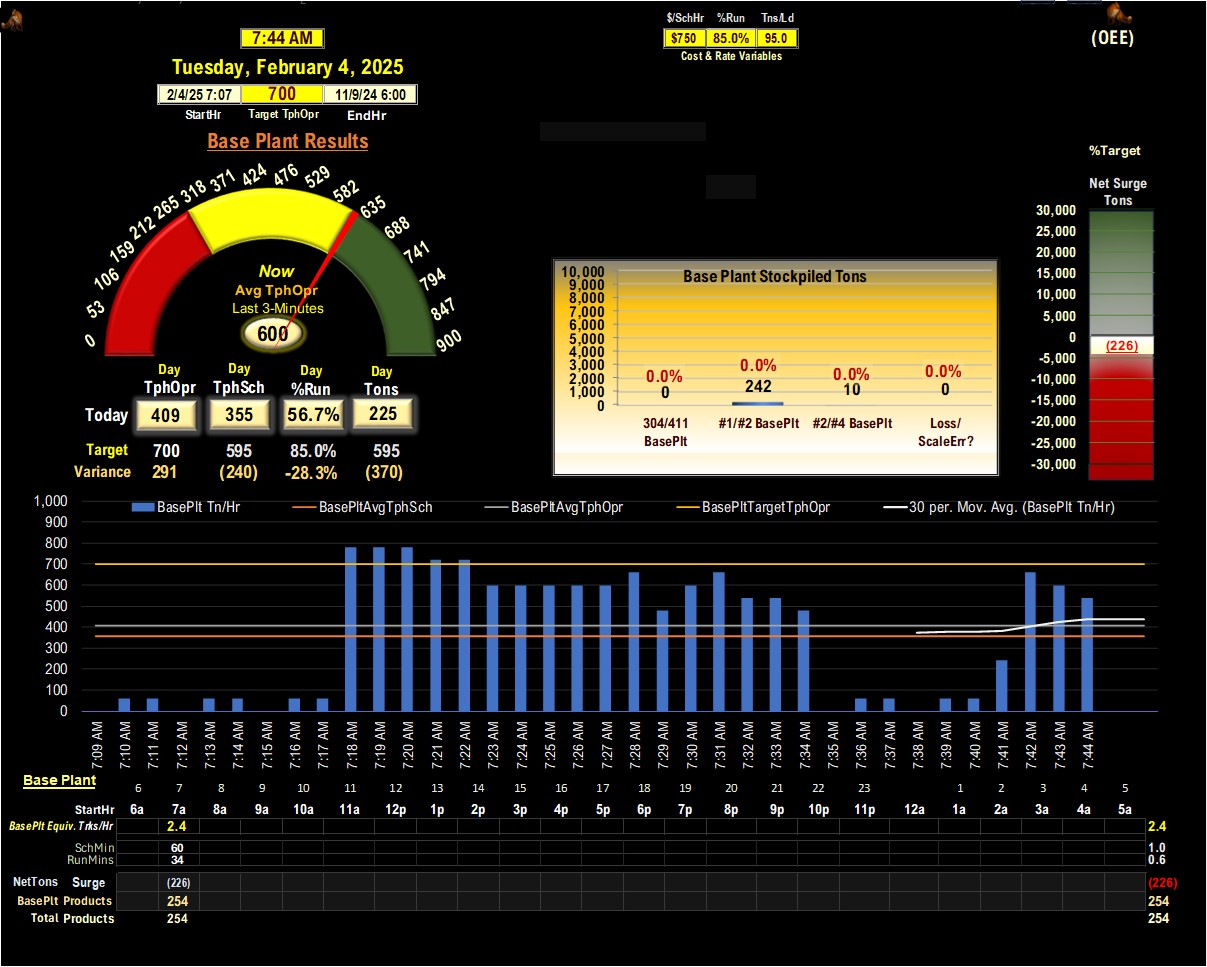 $/SchHr %Run Tns/Ld
7:44 AM $750 85.0% 95.0 (OEE)
Cost & Rate Variables
Tuesday, February 4, 2025
2/4/25 7:07 700 11/9/24 6:00
StartHr Target TphOpr EndHr
Base Plant Results
0 53 106 159 212 265 318 371 424 476 529 582 635 688 741 794 847 900
Now
Avg TphOpr
Last 3-Minutes
600
Day Day Day Day
TphOpr TphSch %Run Tons
Today 409 355 56.7% 225
Target 700 595 85.0% 595
Variance 291 (240) -28.3% (370)
Base Plant Stockpiled Tons
10,000
9,000
8,000
7,000
6,000
5,000
4,000
3,000
2,000
1,000
0
0.0% 0.0% 0.0% 0.0%
0 242 10 0
304/411 #1/#2 BasePlt #2/#4 BasePlt Loss/
BasePlt ScaleErr?
%Target
Net Surge
Tons
30,000
25,000
20,000
15,000
10,000
5,000
0
(226)
-5,000
-10,000
-15,000
-20,000
-25,000
-30,000
BasePlt Tn/Hr BasePltAvgTphSch BasePltAvgTphOpr BasePltTargetTphOpr 30 per. Mov. Avg. (BasePlt Tn/Hr)
1,000
900
800
700
600
500
400
300
200
100
0
7:09 AM 7:10 AM 7:11 AM 7:12 AM 7:13 AM 7:14 AM 7:15 AM 7:16 AM 7:17 AM 7:18 AM 7:19 AM 7:20 AM 7:21 AM 7:22 AM 7:23 AM 7:24 AM 7:25 AM 7:26 AM 7:27 AM 7:28 AM 7:29 AM 7:30 AM 7:31 AM 7:32 AM 7:33 AM 7:34 AM 7:35 AM 7:36 AM 7:37 AM 7:38 AM 7:39 AM 7:40 AM 7:41 AM 7:42 AM 7:43 AM 7:44 AM
Base Plant
6 7 8 9 10 11 12 13 14 15 16 17 18 19 20 21 22 23 1 2 3 4 5
StartHr 6a 7a 8a 9a 10a 11a 12p 1p 2p 3p 4p 5p 6p 7p 8p 9p 10p 11p 12a 1a 2a 3a 4a 5a
BasePlt Equiv. Trks/Hr 2.4 2.4
SchMin 60 1.0
RunMins 34 0.6
NetTons Surge (226) (226)
BasePlt Products 254 254
Total Products 254 254